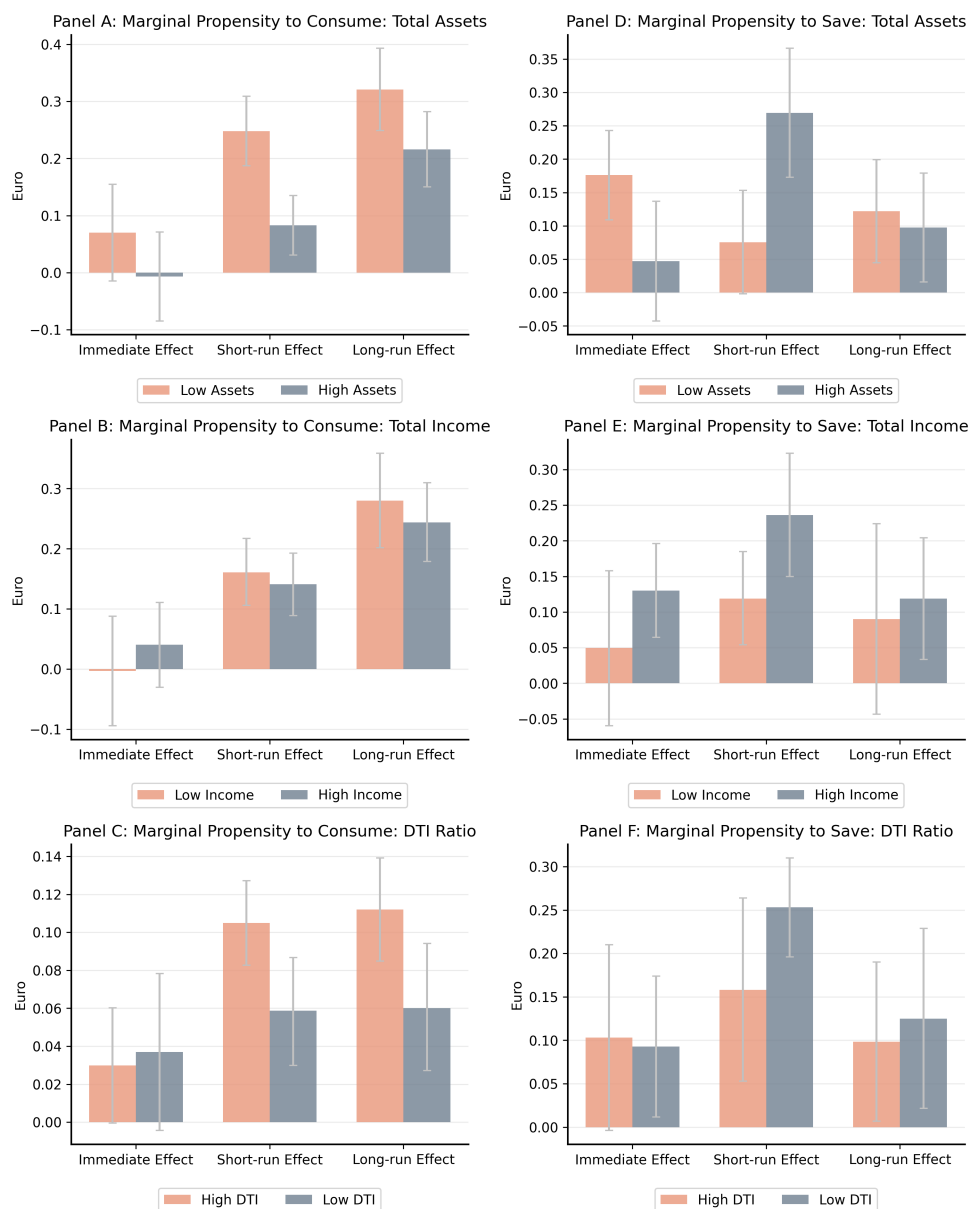 Panel A: Marginal Propensity to Consume: Total Assets
0.4
0.3
0.2
0.1
0.0
−0.1
Euro
Immediate Effect Short-run Effect Long-run Effect
Low Assets High Assets
Panel D: Marginal Propensity to Save: Total Assets
0.35
0.30
0.25
0.20
0.15
0.10
0.05
0.00
−0.05
Euro
Immediate Effect Short-run Effect Long-run Effect
Low Assets High Assets
Panel B: Marginal Propensity to Consume: Total Income
0.3
0.2
0.1
0.0
−0.1
Euro
Immediate Effect Short-run Effect Long-run Effect
Low Income High Income
Panel E: Marginal Propensity to Save: Total Income
0.30
0.25
0.20
0.15
0.10
0.05
0.00
−0.05
Euro
Immediate Effect Short-run Effect Long-run Effect
Low Income High Income
Panel C: Marginal Propensity to Consume: DTI Ratio
0.14
0.12
0.10
0.08
0.06
0.04
0.02
0.00
Euro
Immediate Effect Short-run Effect Long-run Effect
High DTI Low DTI
Panel F: Marginal Propensity to Save: DTI Ratio
0.30
0.25
0.20
0.15
0.10
0.05
0.00
Euro
Immediate Effect Short-run Effect Long-run Effect
High DTI Low DTI